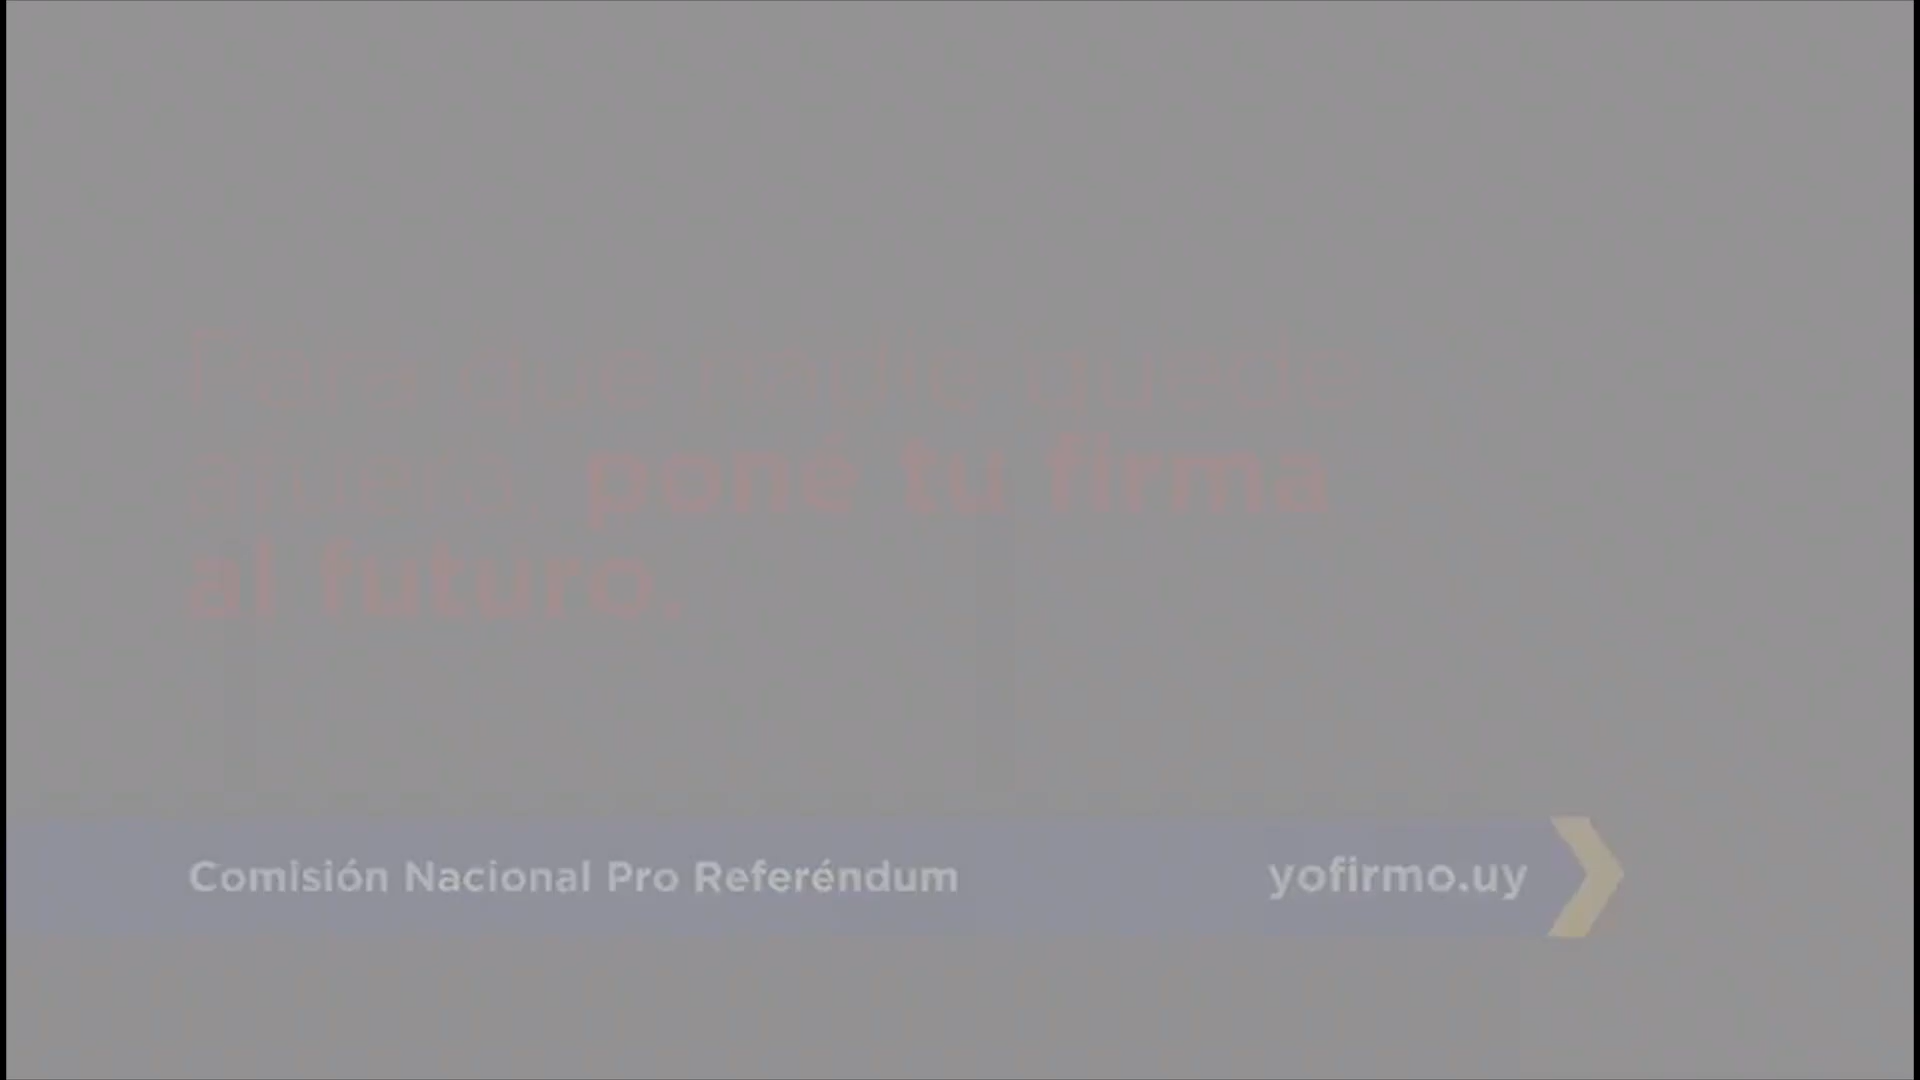 Para que nadie quede
afuera, poné tu firma
al futuro.
Comisión Nacional Pro Referéndum
yofirmo.uy